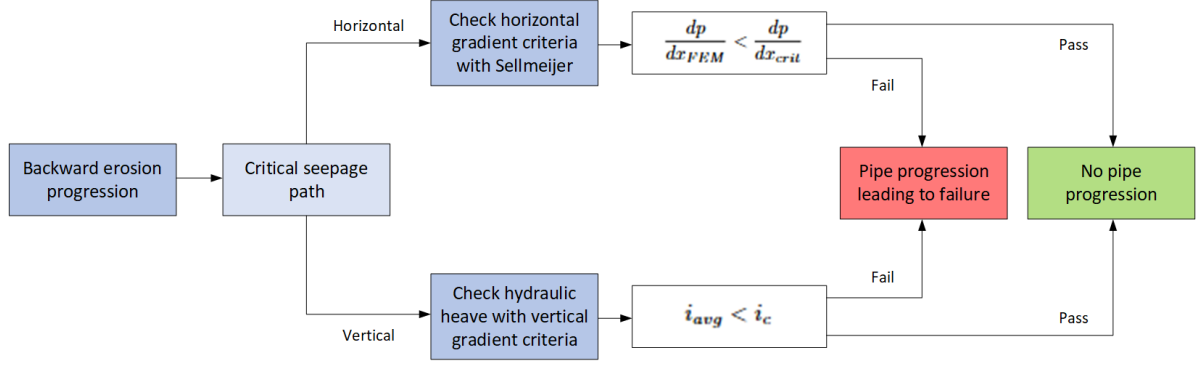 Horizontal
Check horizontal
gradient criteria
with Sellmeijer
dp/dx_FEM < dp/dx_crit
Pass
Fail
Backward erosion
progression
Critical seepage
path
Pipe progression
leading to failure
No pipe
progression
Vertical
Check hydraulic
heave with vertical
gradient criteria
i_avg < i_c
Fail
Pass